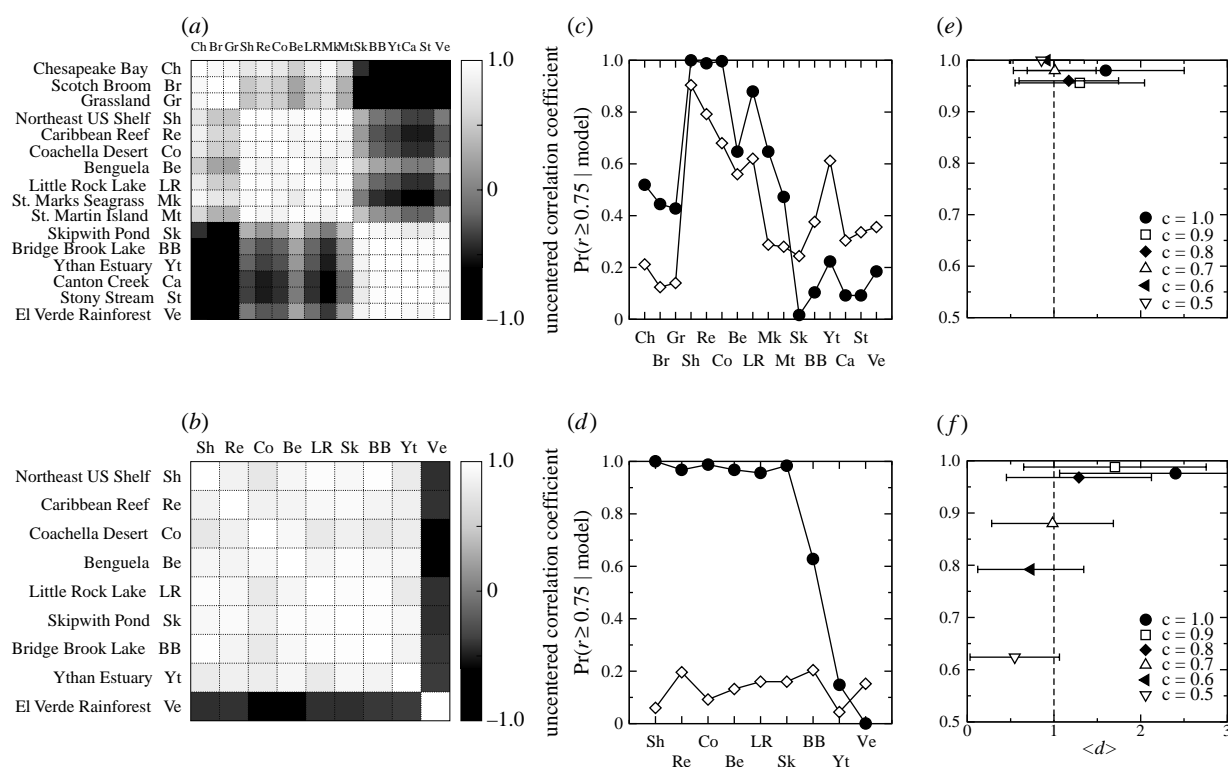 (a)
Ch Br Gr Sh Re Co Be LR Mk Mt Sk BB Yt Ca St Ve
Chesapeake Bay Ch
Scotch Broom Br
Grassland Gr
Northeast US Shelf Sh
Caribbean Reef Re
Coachella Desert Co
Benguela Be
Little Rock Lake LR
St. Marks Seagrass Mk
St. Martin Island Mt
Skipwith Pond Sk
Bridge Brook Lake BB
Ythan Estuary Yt
Canton Creek Ca
Stony Stream St
El Verde Rainforest Ve
1.0
0
–1.0
uncentered correlation coefficient
(b)
Sh Re Co Be LR Sk BB Yt Ve
Northeast US Shelf Sh
Caribbean Reef Re
Coachella Desert Co
Benguela Be
Little Rock Lake LR
Skipwith Pond Sk
Bridge Brook Lake BB
Ythan Estuary Yt
El Verde Rainforest Ve
1.0
0
–1.0
uncentered correlation coefficient
(c)
Pr(r ≥ 0.75 | model)
1.0
0.8
0.6
0.4
0.2
0
Ch Gr Re Be Mk Sk Yt St
Br Sh Co LR Mt BB Ca Ve
(d)
Pr(r ≥ 0.75 | model)
1.0
0.8
0.6
0.4
0.2
0
Sh Co LR BB Ve
Re Be Sk Yt
(e)
1.0
0.9
0.8
0.7
0.6
0.5
c = 1.0
c = 0.9
c = 0.8
c = 0.7
c = 0.6
c = 0.5
(f)
1.0
0.9
0.8
0.7
0.6
0.5
c = 1.0
c = 0.9
c = 0.8
c = 0.7
c = 0.6
c = 0.5
0 1 2 3
<d>